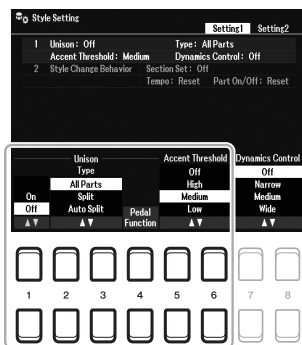 Style Setting
Setting1 Setting2
1 Unison: Off Type: All Parts
Accent Threshold: Medium Dynamics Control: Off
2 Style Change Behavior Section Set: Off
Tempo: Reset Part On/Off: Reset
Unison Accent Threshold Dynamics Control
Type Off Off
All Parts High Narrow
On Split Medium Medium
Off Auto Split Pedal Function Low Wide
1 2 3 4 5 6 7 8